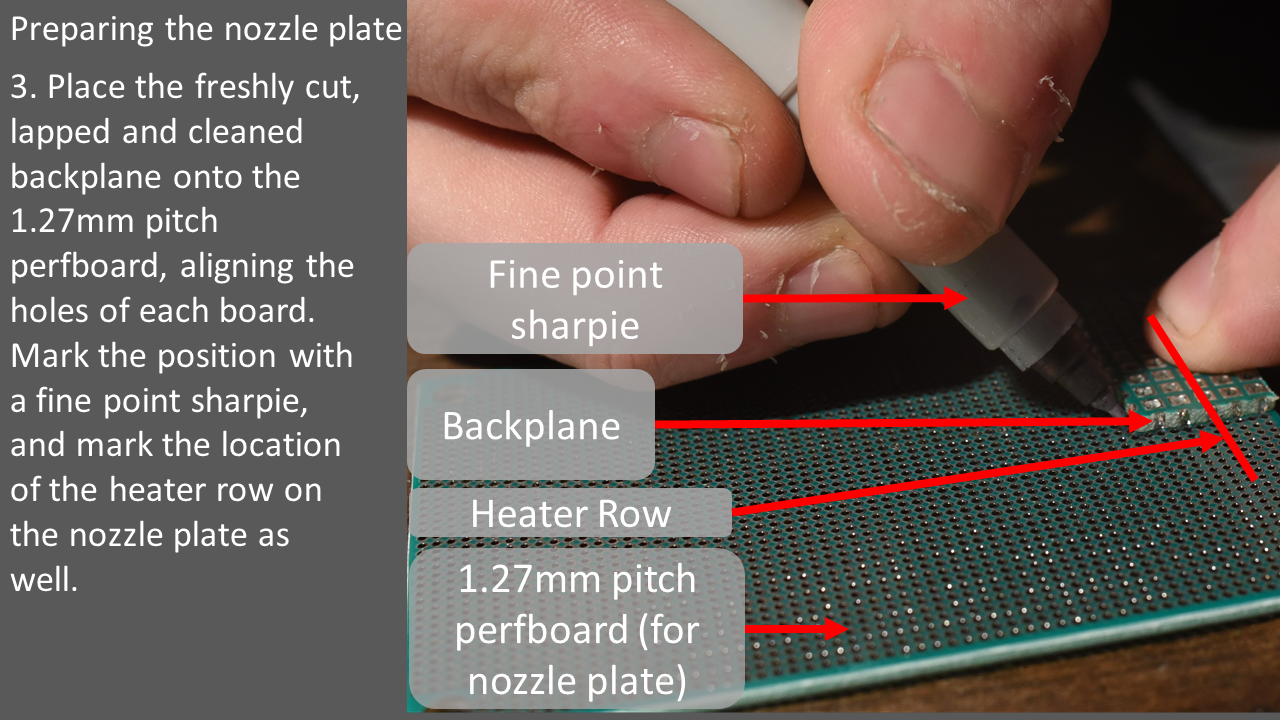 Preparing the nozzle plate
3. Place the freshly cut,
lapped and cleaned
backplane onto the
1.27mm pitch
perfboard, aligning the
holes of each board.
Mark the position with
a fine point sharpie,
and mark the location
of the heater row on
the nozzle plate as
well.
Fine point
sharpie
Backplane
Heater Row
1.27mm pitch
perfboard (for
nozzle plate)